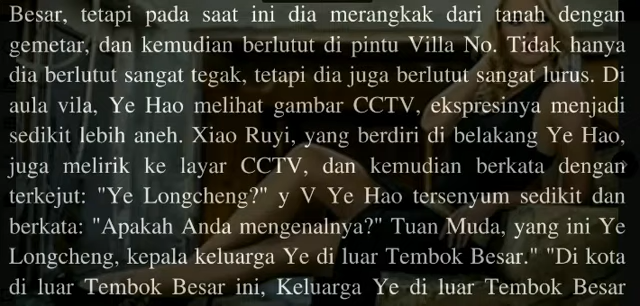 Besar, tetapi pada saat ini dia merangkak dari tanah dengan
gemetar, dan kemudian berlutut di pintu Villa No. Tidak hanya
dia berlutut sangat tegak, tetapi dia juga berlutut sangat lurus. Di
aula vila, Ye Hao melihat gambar CCTV, ekspresinya menjadi
sedikit lebih aneh. Xiao Ruyi, yang berdiri di belakang Ye Hao,
juga melirik ke layar CCTV, dan kemudian berkata dengan
terkejut: "Ye Longcheng?" y V Ye Hao tersenyum sedikit dan
berkata: "Apakah Anda mengenalnya?" Tuan Muda, yang ini Ye
Longcheng, kepala keluarga Ye di luar Tembok Besar." "Di kota
di luar Tembok Besar ini, Keluarga Ye di luar Tembok Besar